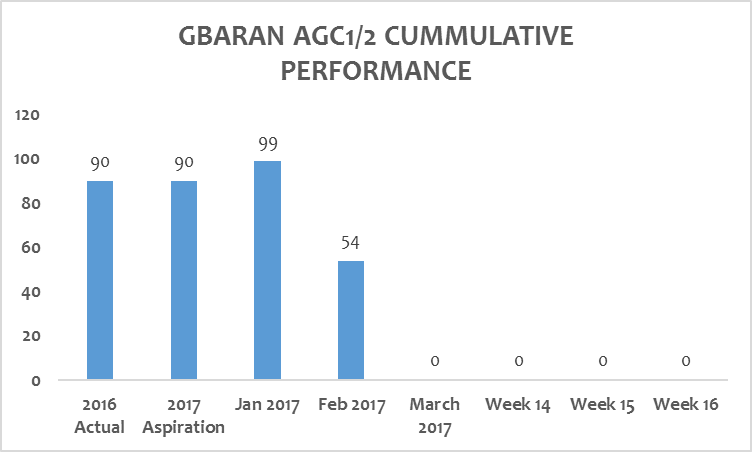 GBARAN AGC1/2 CUMMULATIVE
PERFORMANCE
120
100
80
60
40
20
0
90
90
99
54
0
0
0
0
2016
Actual
2017
Aspiration
Jan 2017
Feb 2017
March
2017
Week 14
Week 15
Week 16